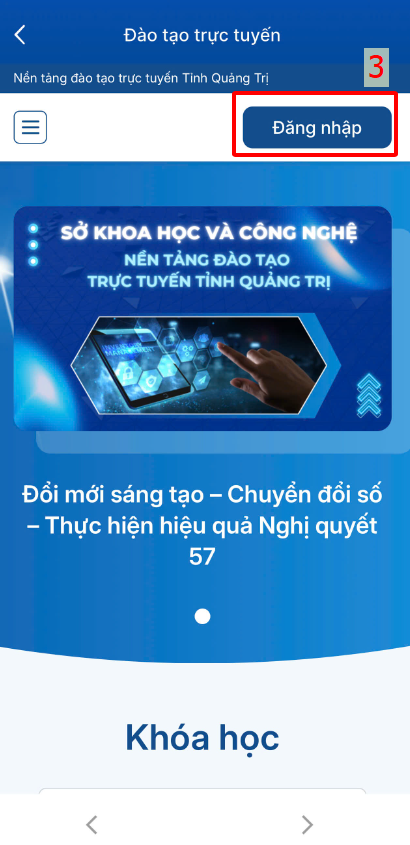 Đào tạo trực tuyến
Nền tảng đào tạo trực tuyến Tỉnh Quảng Trị
3
Đăng nhập
SỞ KHOA HỌC VÀ CÔNG NGHỆ
NỀN TẢNG ĐÀO TẠO
TRỰC TUYẾN TỈNH QUẢNG TRỊ
Đổi mới sáng tạo – Chuyển đổi số
– Thực hiện hiệu quả Nghị quyết
57
Khóa học